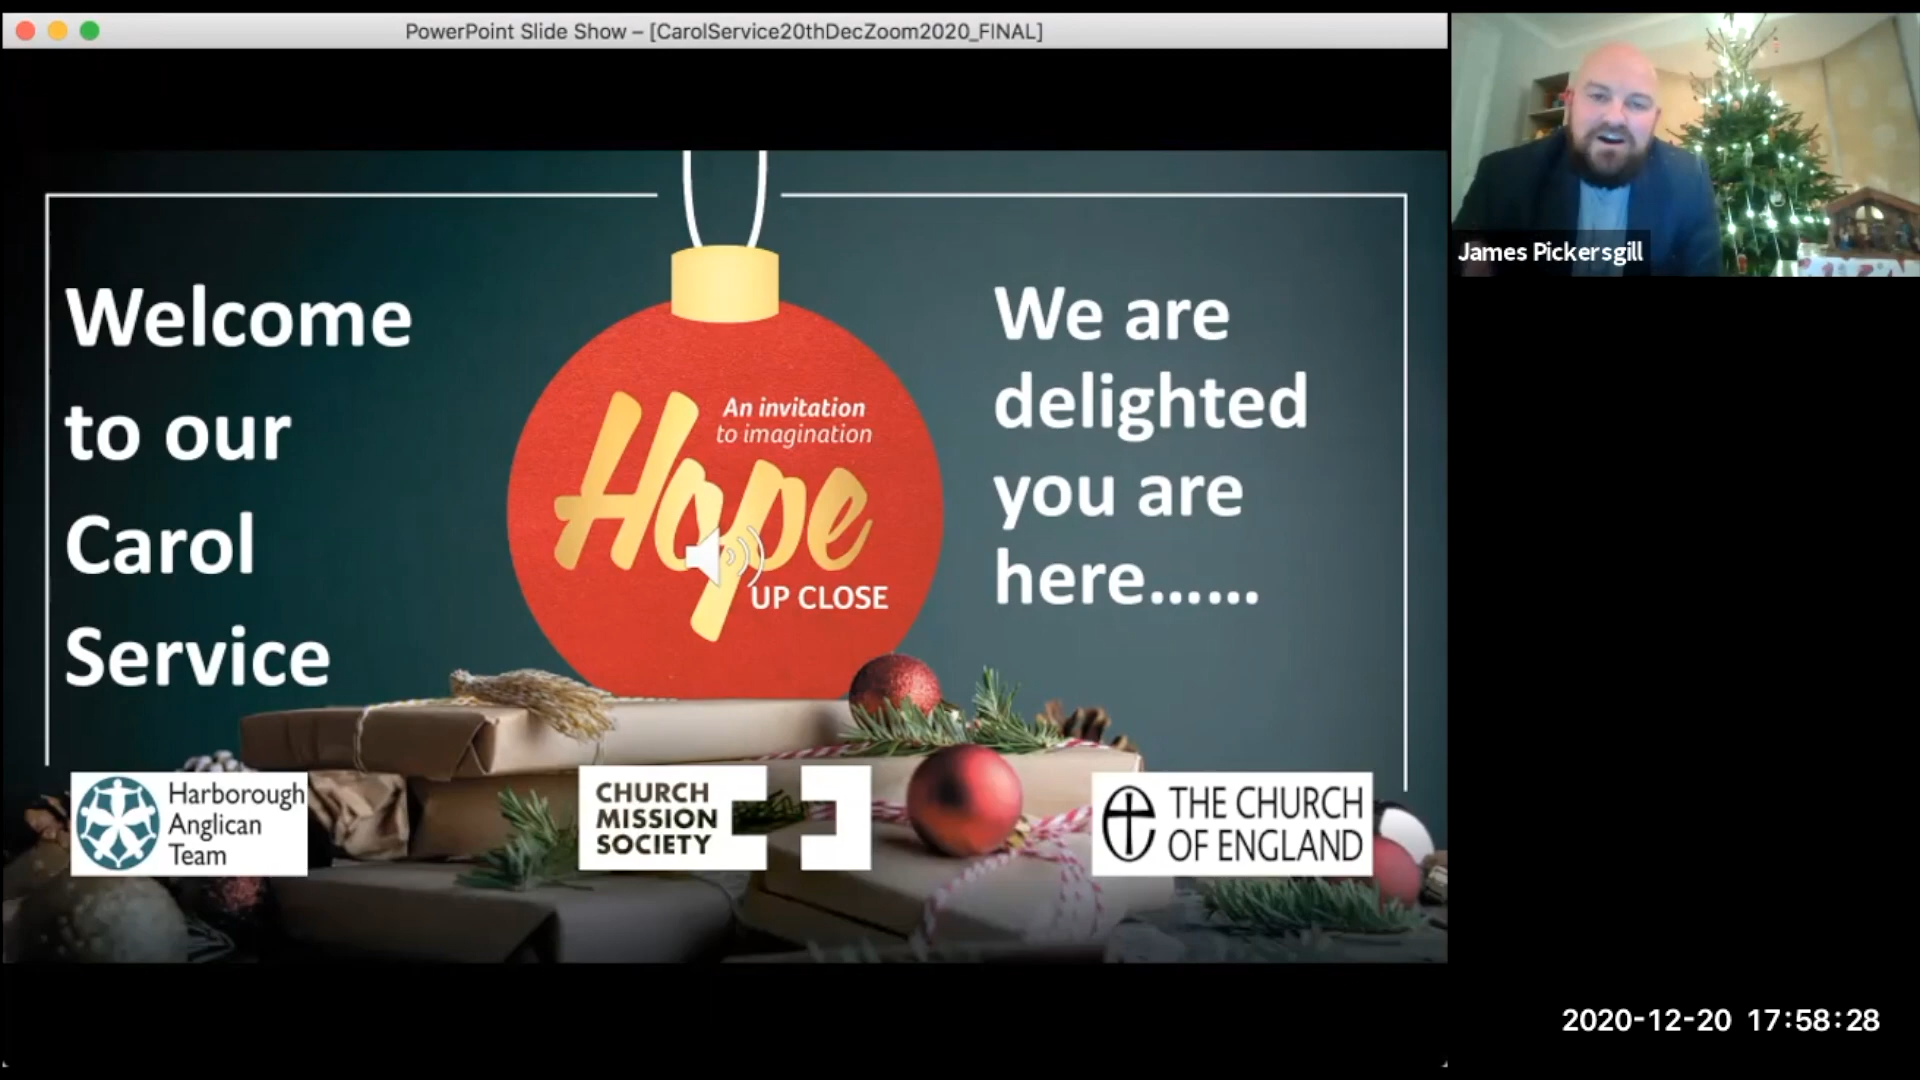 PowerPoint Slide Show – [CarolService20thDecZoom2020_FINAL]
James Pickersgill
Welcome
to our
Carol
Service
An invitation
to imagination
Hope
UP CLOSE
We are
delighted
you are
here......
Harborough
Anglican
Team
CHURCH
MISSION
SOCIETY
THE CHURCH
OF ENGLAND
2020-12-20 17:58:28